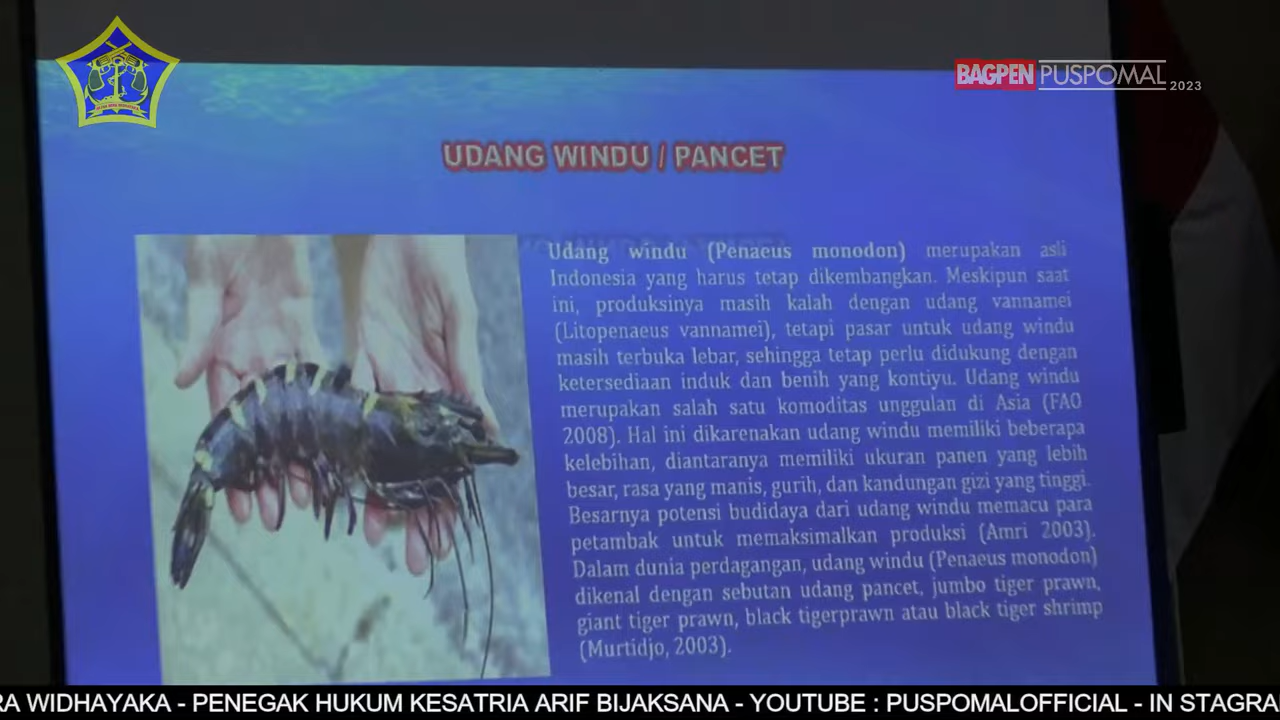 BAGPEN PUSPOMAL 2023
UDANG WINDU / PANCET
Udang windu (Penaeus monodon) merupakan asli
Indonesia yang harus tetap dikembangkan. Meskipun saat
ini, produksinya masih kalah dengan udang vannamei
(Litopenaeus vannamei), tetapi pasar untuk udang windu
masih terbuka lebar, sehingga tetap perlu didukung dengan
ketersediaan induk dan benih yang kontiyu. Udang windu
merupakan salah satu komoditas unggulan di Asia (FAO
2008). Hal ini dikarenakan udang windu memiliki beberapa
kelebihan, diantaranya memiliki ukuran panen yang lebih
besar, rasa yang manis, gurih, dan kandungan gizi yang tinggi.
Besarnya potensi budidaya dari udang windu memacu para
petambak untuk memaksimalkan produksi (Amri 2003).
Dalam dunia perdagangan, udang windu (Penaeus monodon)
dikenal dengan sebutan udang pancet, jumbo tiger prawn,
giant tiger prawn, black tigerprawn atau black tiger shrimp
(Murtidjo, 2003).
RA WIDHAYAKA - PENEGAK HUKUM KESATRIA ARIF BIJAKSANA - YOUTUBE : PUSPOMALOFFICIAL - IN STAGRA